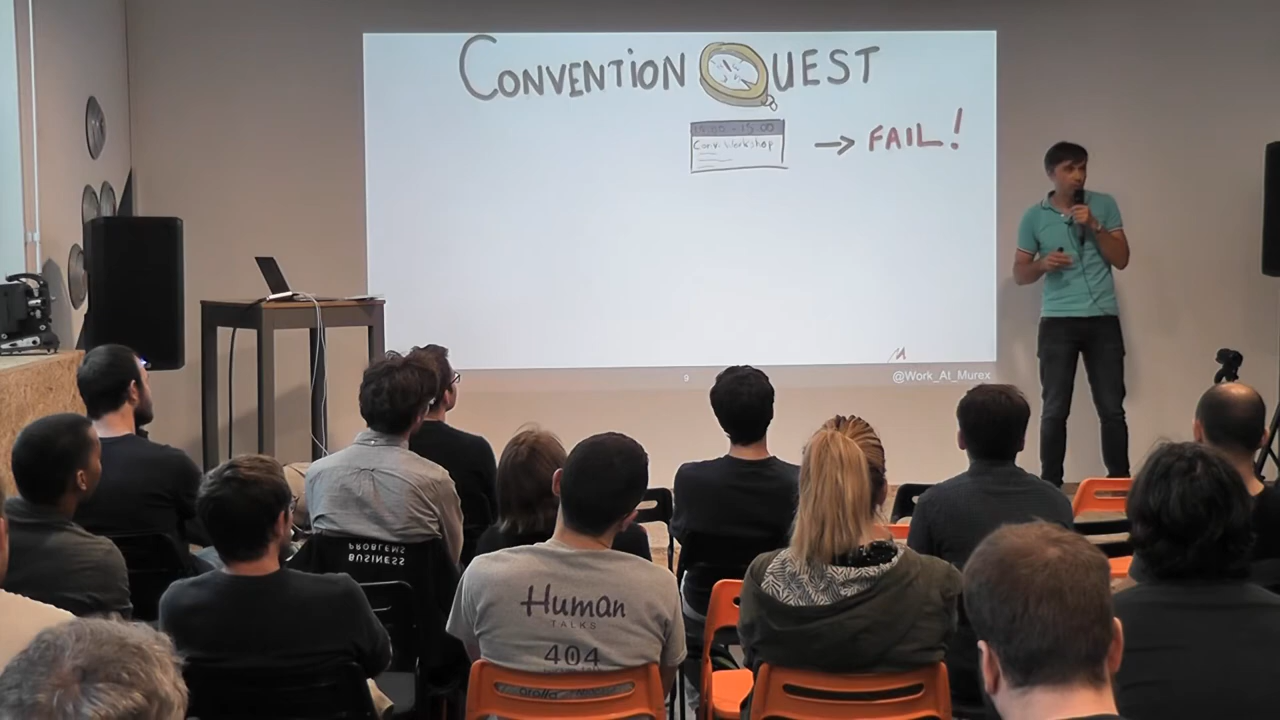 CONVENTION QUEST
Conv. Workshop
→ FAIL!
9
@Work_At_Murex
BUSINESS
PROBLEMS
Human
TALKS
404